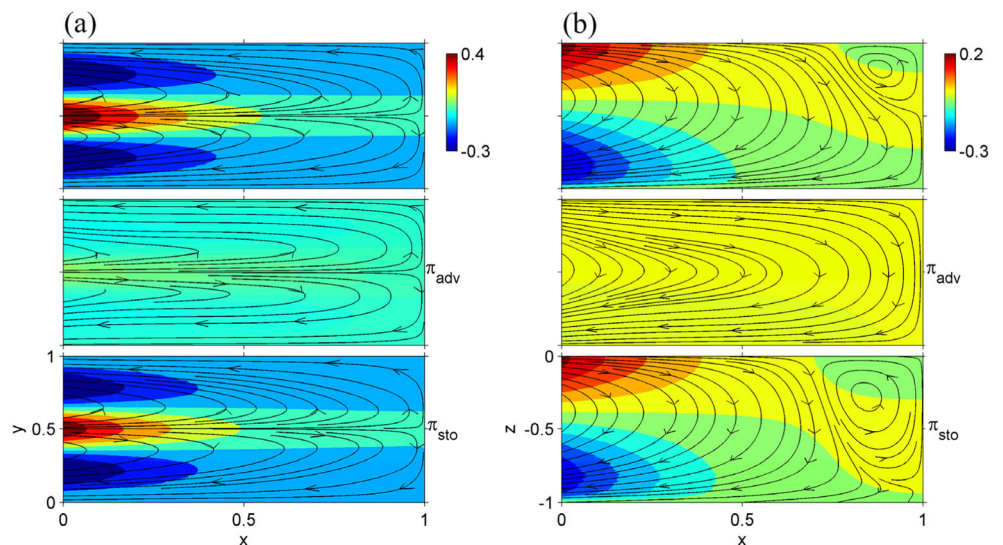 (a)
(b)
0.4
-0.3
0.2
-0.3
π_adv
π_adv
1
y 0.5
0
π_sto
0 0.5 1
x
0
z -0.5
-1
π_sto
0 0.5 1
x